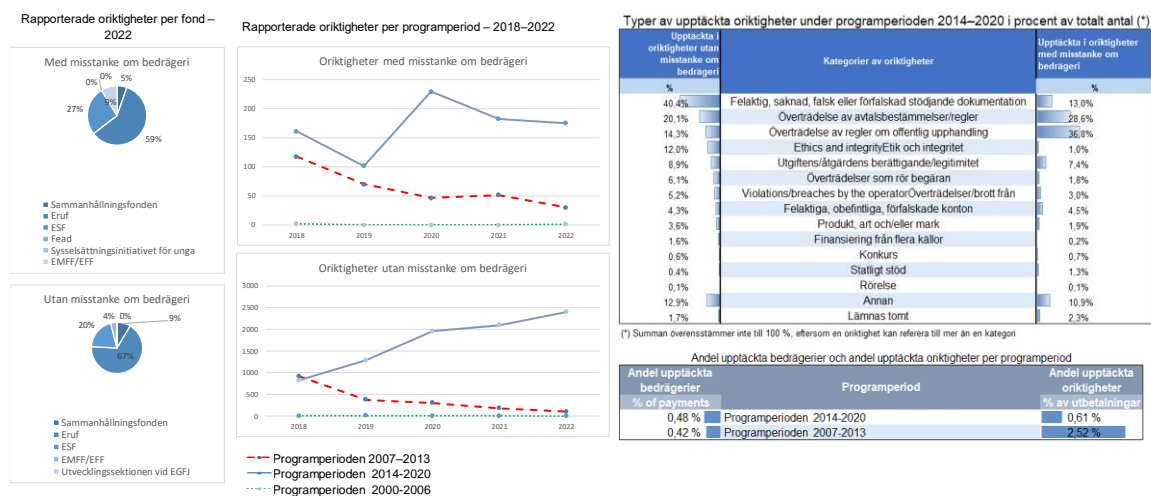 Rapporterade oriktigheter per fond –
2022
Med misstanke om bedrägeri
0%
0%
5%
9%
27%
59%
Sammanhållningsfonden
Eruf
ESF
Fead
Sysselsättningsinitiativet för unga
EMFF/EFF
Utan misstanke om bedrägeri
4%
0%
9%
20%
67%
Sammanhållningsfonden
Eruf
ESF
EMFF/EFF
Utvecklingssektionen vid EGFJ
Rapporterade oriktigheter per programperiod – 2018–2022
Oriktigheter med misstanke om bedrägeri
250
200
150
100
50
0
2018 2019 2020 2021 2022
Oriktigheter utan misstanke om bedrägeri
3000
2500
2000
1500
1000
500
0
2018 2019 2020 2021 2022
Programperioden 2007–2013
Programperioden 2014-2020
Programperioden 2000-2006
Typer av upptäckta oriktigheter under programperioden 2014–2020 i procent av totalt antal (*)
Upptäckta i
oriktigheter utan
misstanke om
bedrägeri
Kategorier av oriktigheter
Upptäckta i oriktigheter
med misstanke om
bedrägeri
% %
40,4% Felaktig, saknad, falsk eller förfalskad stödjande dokumentation 13,0%
20,1% Överträdelse av avtalsbestämmelser/regler 28,6%
14,3% Överträdelse av regler om offentlig upphandling 36,8%
12,0% Ethics and integrityEtik och integritet 1,0%
8,9% Utgiftens/åtgärdens berättigande/legitimitet 7,4%
6,1% Överträdelser som rör begäran 1,8%
5,2% Violations/breaches by the operatorÖverträdelser/brott från 3,0%
4,3% Felaktiga, obefintliga, förfalskade konton 4,5%
3,6% Produkt, art och/eller mark 1,9%
1,6% Finansiering från flera källor 0,2%
0,6% Konkurs 0,7%
0,4% Statligt stöd 1,3%
0,1% Rörelse 0,1%
12,9% Annan 10,9%
1,7% Lämnas tomt 2,3%
(*) Summan överensstämmer inte till 100 %, eftersom en oriktighet kan referera till mer än en kategori
Andel upptäckta bedrägerier och andel upptäckta oriktigheter per programperiod
Andel upptäckta
bedrägerier
% of payments
Programperiod
Andel upptäckta
oriktigheter
% av utbetalningar
0,48 % Programperioden 2014-2020 0,61 %
0,42 % Programperioden 2007-2013 2,52 %